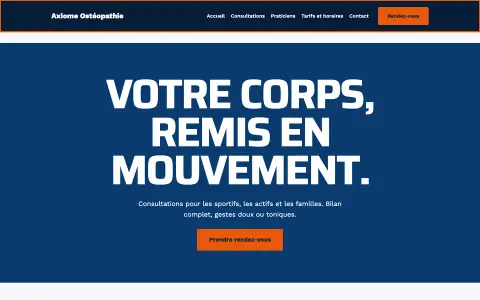 Axiome Ostéopathie
Accueil Consultations Praticiens Tarifs et horaires Contact Rendez-vous
VOTRE CORPS,
REMIS EN
MOUVEMENT.
Consultations pour les sportifs, les actifs et les familles. Bilan
complet, gestes doux ou toniques.
Prendre rendez-vous